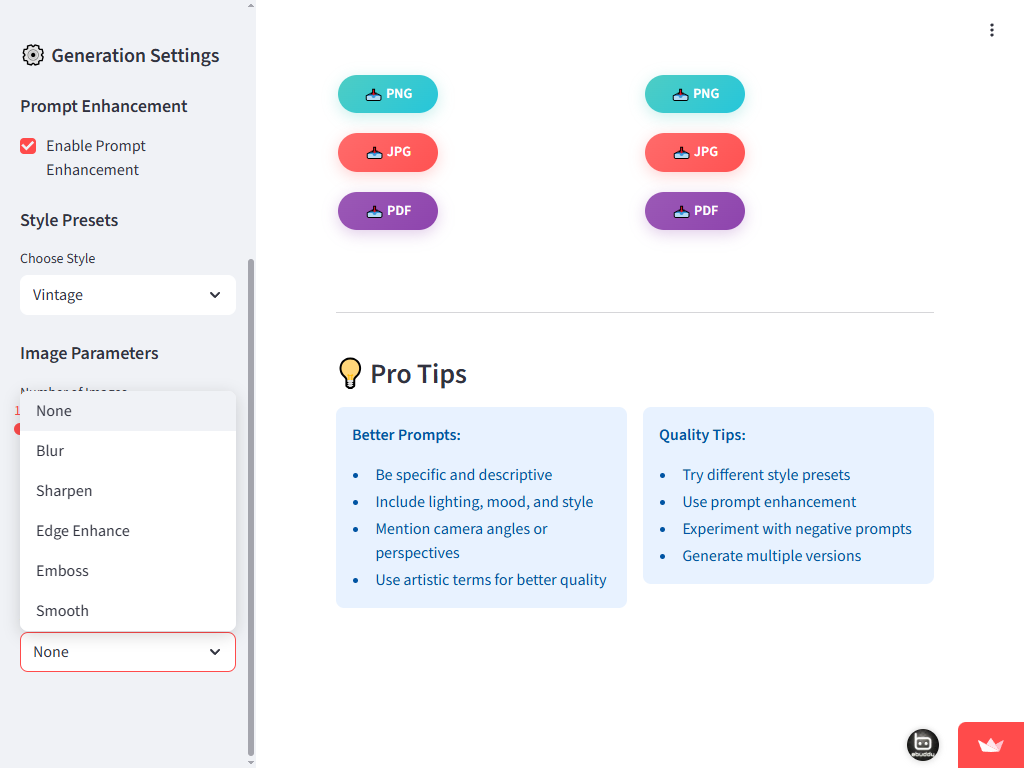 Generation Settings
Prompt Enhancement
Enable Prompt
Enhancement
Style Presets
Choose Style
Vintage
Image Parameters
Number of Images
1
None
Blur
Sharpen
Edge Enhance
Emboss
Smooth
None
PNG
JPG
PDF
PNG
JPG
PDF
Pro Tips
Better Prompts:
• Be specific and descriptive
• Include lighting, mood, and style
• Mention camera angles or
perspectives
• Use artistic terms for better quality
Quality Tips:
• Try different style presets
• Use prompt enhancement
• Experiment with negative prompts
• Generate multiple versions